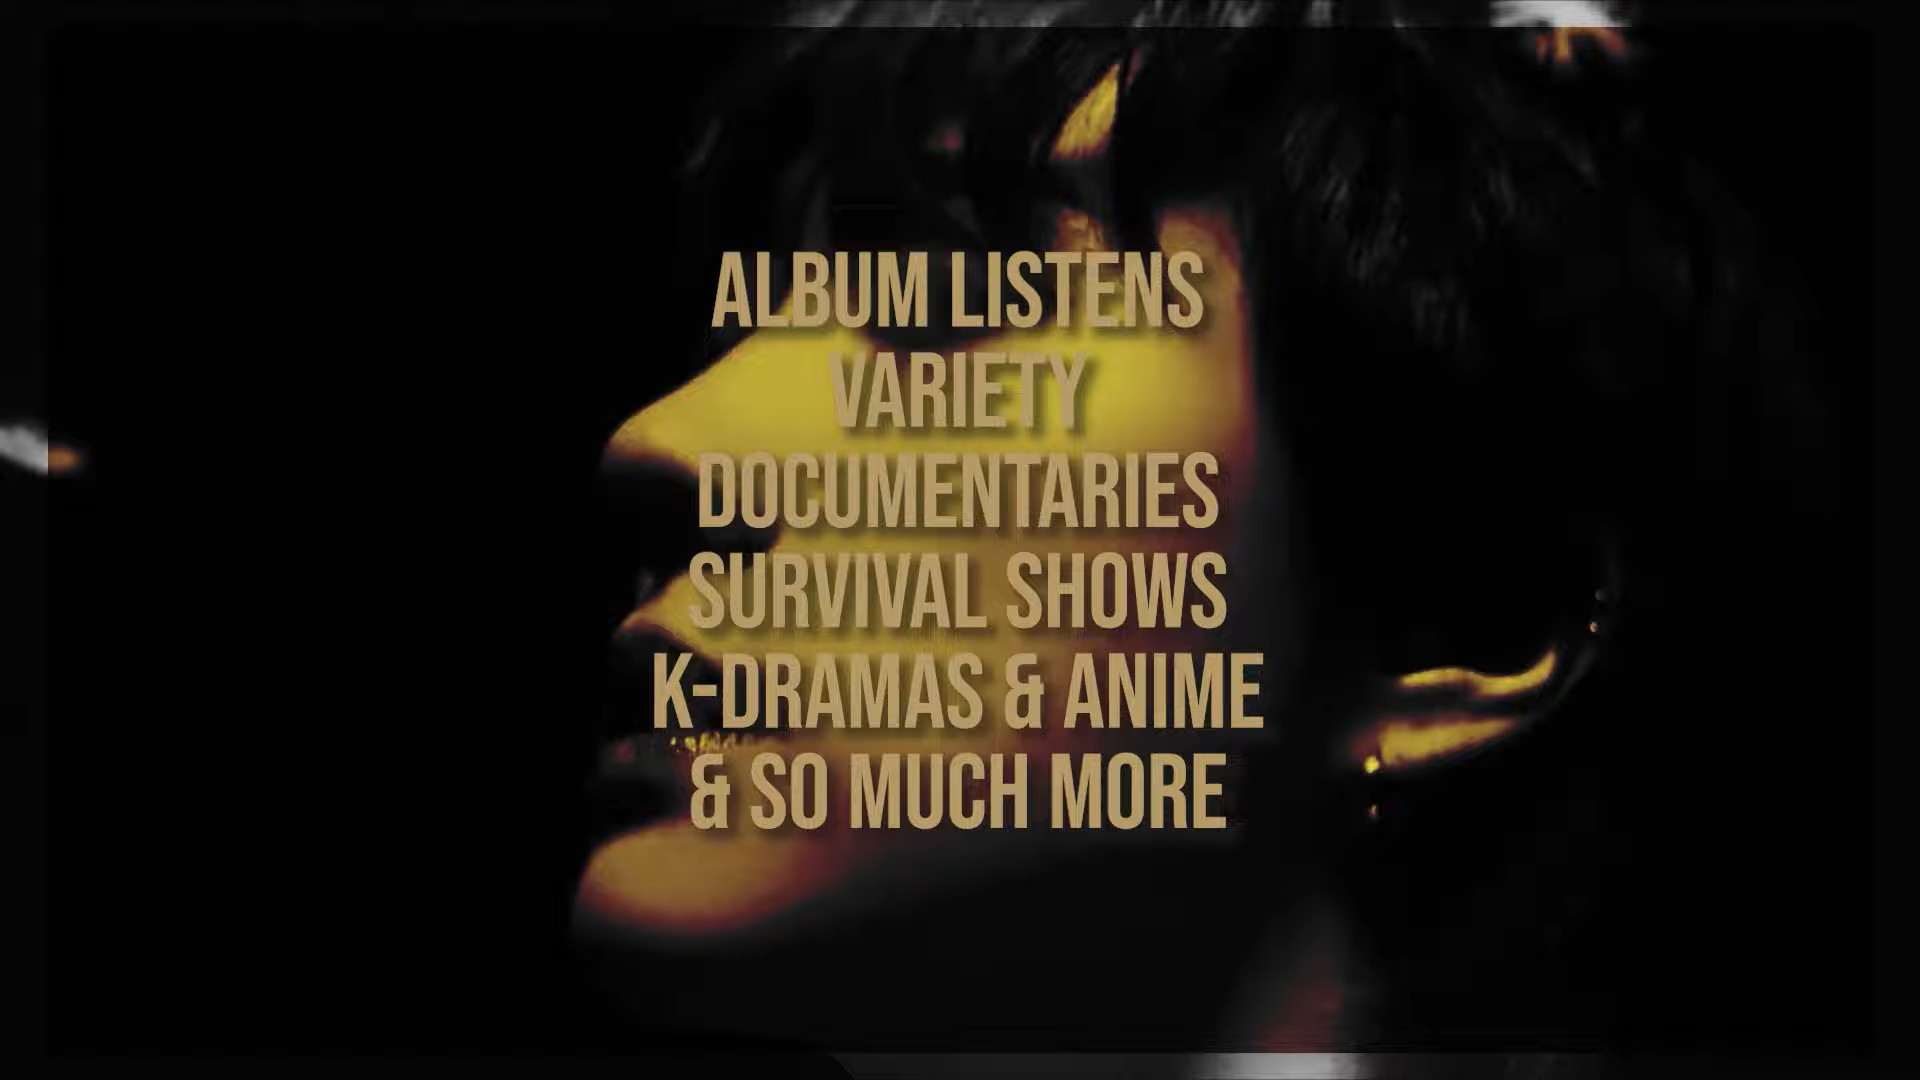 ALBUM LISTENS
VARIETY
DOCUMENTARIES
SURVIVAL SHOWS
K-DRAMAS & ANIME
& SO MUCH MORE